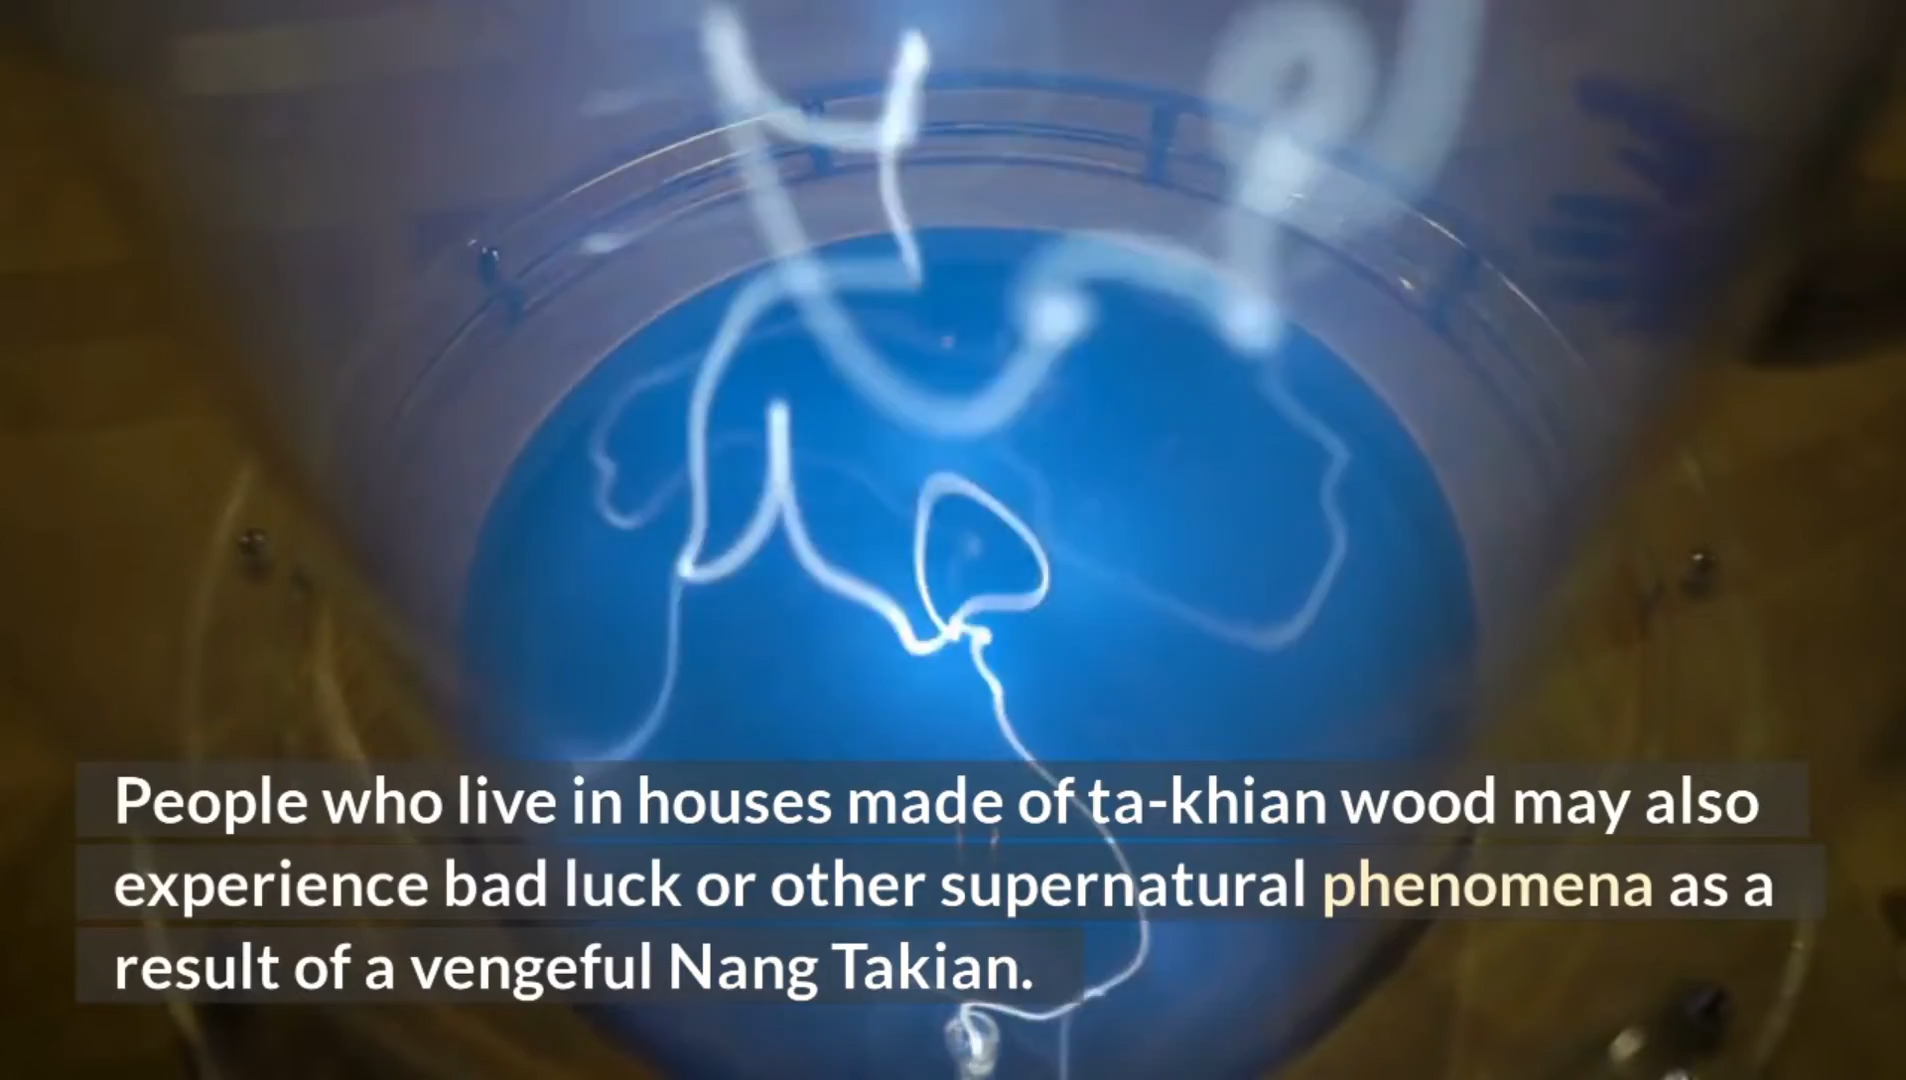 People who live in houses made of ta-khian wood may also
experience bad luck or other supernatural phenomena as a
result of a vengeful Nang Takian.